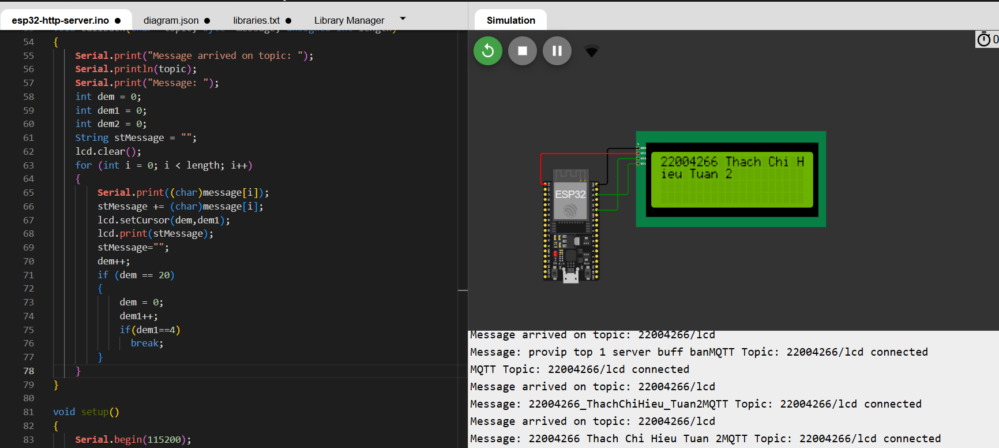 esp32-http-server.ino ●
diagram.json ●
libraries.txt ●
Library Manager
Simulation
54 {
55 Serial.print("Message arrived on topic: ");
56 Serial.println(topic);
57 Serial.print("Message: ");
58 int dem = 0;
59 int dem1 = 0;
60 int dem2 = 0;
61 String stMessage = "";
62 lcd.clear();
63 for (int i = 0; i < length; i++)
64 {
65 Serial.print((char)message[i]);
66 stMessage += (char)message[i];
67 lcd.setCursor(dem,dem1);
68 lcd.print(stMessage);
69 stMessage="";
70 dem++;
71 if (dem == 20)
72 {
73 dem = 0;
74 dem1++;
75 if(dem1==4)
76 break;
77 }
78 }
79 }
80
81 void setup()
82 {
83 Serial.begin(115200);
0
1
GND
VCC
SDA
SCL
22004266 Thach Chi H
ieu Tuan 2
ESP32
Message arrived on topic: 22004266/lcd
Message: provip top 1 server buff banMQTT Topic: 22004266/lcd connected
MQTT Topic: 22004266/lcd connected
Message arrived on topic: 22004266/lcd
Message: 22004266_ThachChiHieu_Tuan2MQTT Topic: 22004266/lcd connected
Message arrived on topic: 22004266/lcd
Message: 22004266 Thach Chi Hieu Tuan 2MQTT Topic: 22004266/lcd connected